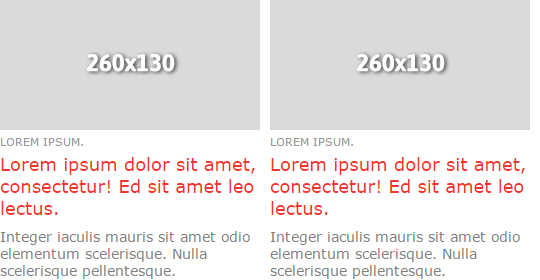 260x130
LOREM IPSUM.
Lorem ipsum dolor sit amet,
consectetur! Ed sit amet leo
lectus.
Integer iaculis mauris sit amet odio
elementum scelerisque. Nulla
scelerisque pellentesque.
260x130
LOREM IPSUM.
Lorem ipsum dolor sit amet,
consectetur! Ed sit amet leo
lectus.
Integer iaculis mauris sit amet odio
elementum scelerisque. Nulla
scelerisque pellentesque.